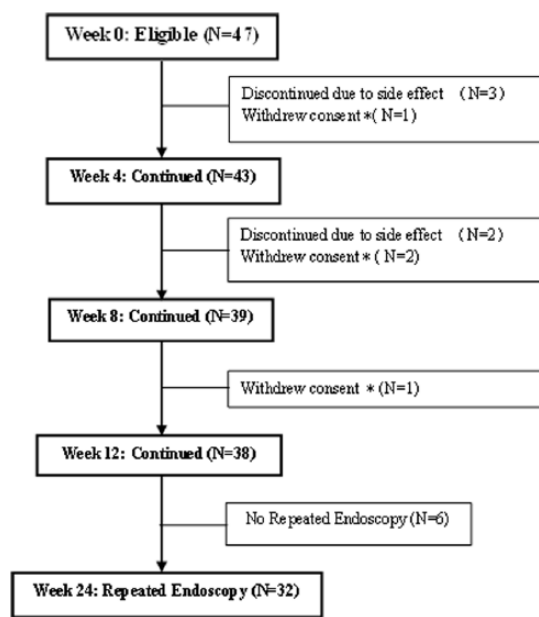 Week 0: Eligible (N=47)
Discontinued due to side effect (N=3)
Withdrew consent *( N=1)
Week 4: Continued (N=43)
Discontinued due to side effect (N=2)
Withdrew consent * ( N=2)
Week 8: Continued (N=39)
Withdrew consent * (N=1)
Week 12: Continued (N=38)
No Repeated Endoscopy (N=6)
Week 24: Repeated Endoscopy (N=32)